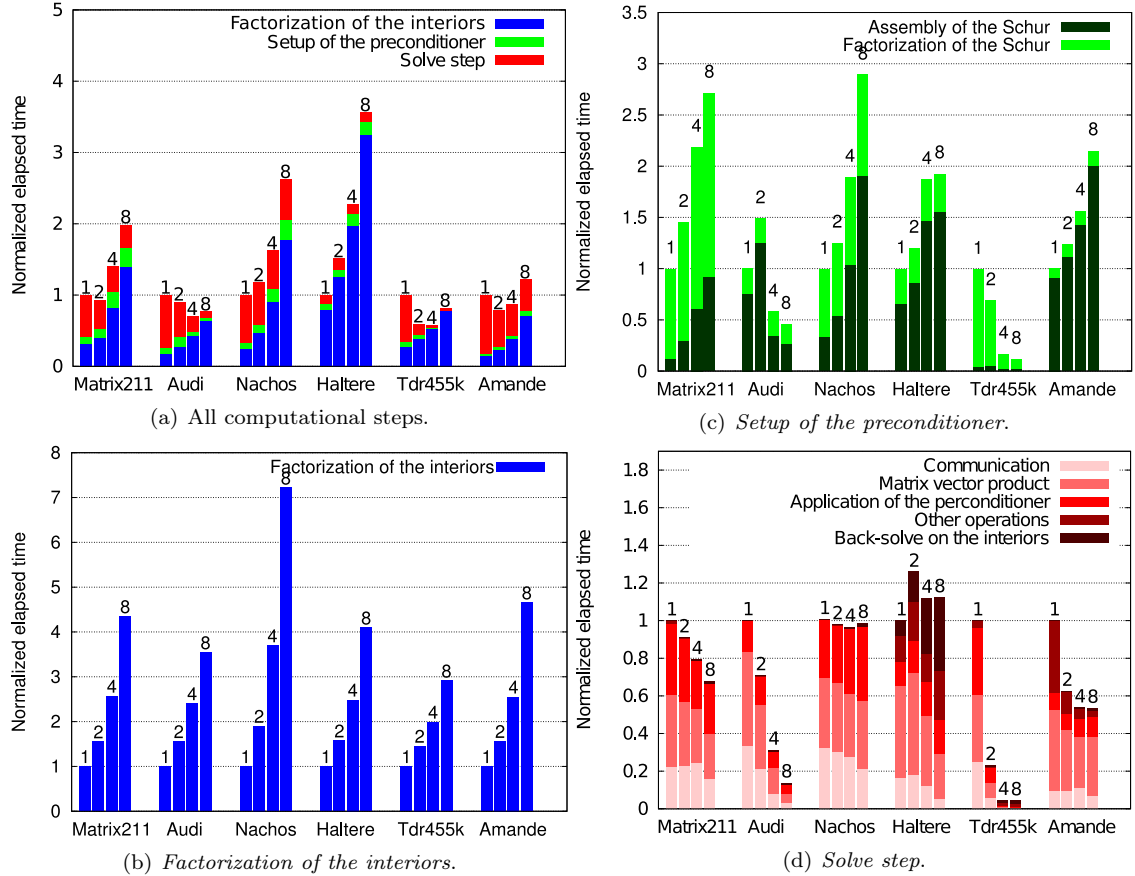 5
4
3
2
1
0
Normalized elapsed time
Factorization of the interiors
Setup of the preconditioner
Solve step
1 2 4 8
1 2 4 8
1 2 4 8
1 2 4 8
1 2 4 8
1 2 4 8
Matrix211 Audi Nachos Haltere Tdr455k Amande
(a) All computational steps.
3.5
3
2.5
2
1.5
1
0.5
0
Normalized elapsed time
Assembly of the Schur
Factorization of the Schur
1 2 4 8
1 2 4 8
1 2 4 8
1 2 4 8
1 2 4 8
1 2 4 8
Matrix211 Audi Nachos Haltere Tdr455k Amande
(c) Setup of the preconditioner.
8
7
6
5
4
3
2
1
0
Normalized elapsed time
Factorization of the interiors
1 2 4 8
1 2 4 8
1 2 4 8
1 2 4 8
1 2 4 8
1 2 4 8
Matrix211 Audi Nachos Haltere Tdr455k Amande
(b) Factorization of the interiors.
1.8
1.6
1.4
1.2
1
0.8
0.6
0.4
0.2
0
Normalized elapsed time
Communication
Matrix vector product
Application of the perconditioner
Other operations
Back-solve on the interiors
1 2 4 8
1 2 4 8
1 2 4 8
1 2 4 8
1 2 4 8
1 2 4 8
Matrix211 Audi Nachos Haltere Tdr455k Amande
(d) Solve step.